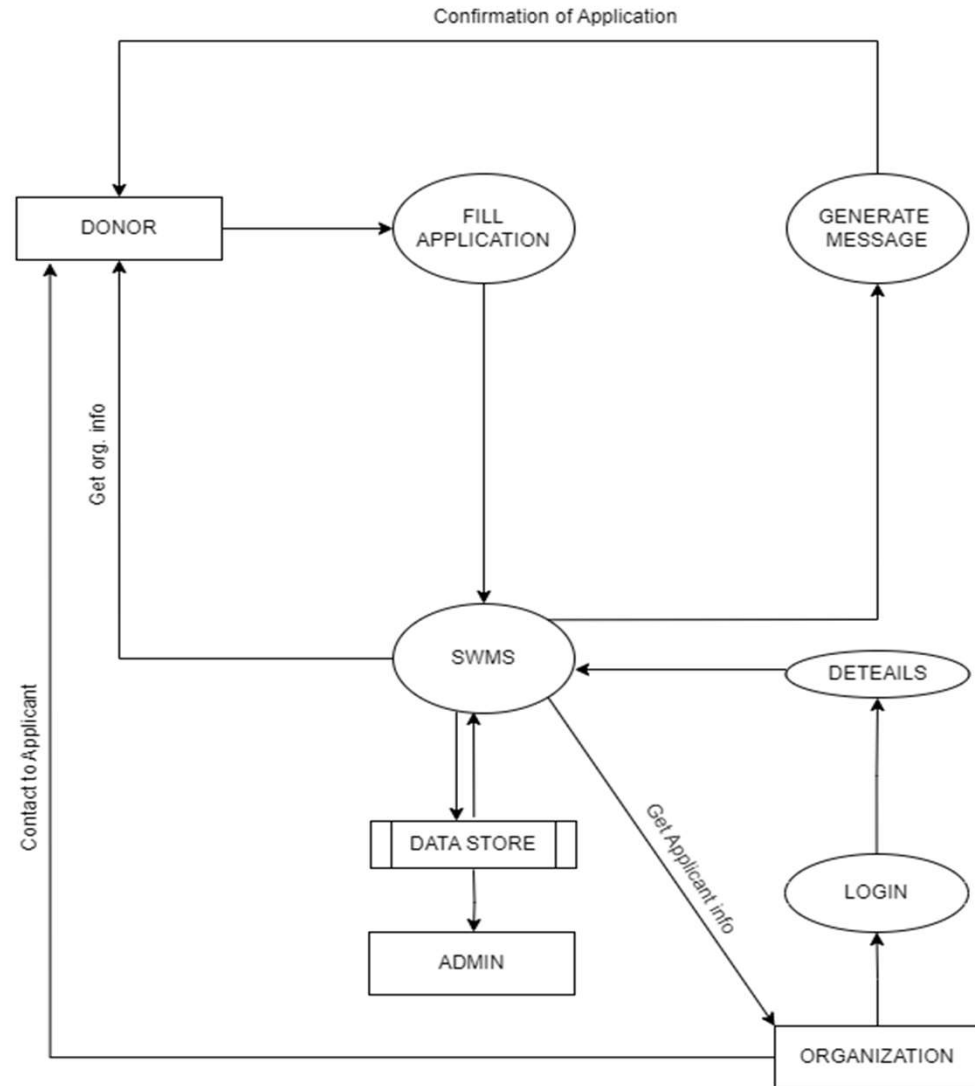 Confirmation of Application
DONOR
FILL
APPLICATION
GENERATE
MESSAGE
Get org. info
SWMS
DETEAILS
Contact to Applicant
DATA STORE
Get Applicant info
LOGIN
ADMIN
ORGANIZATION